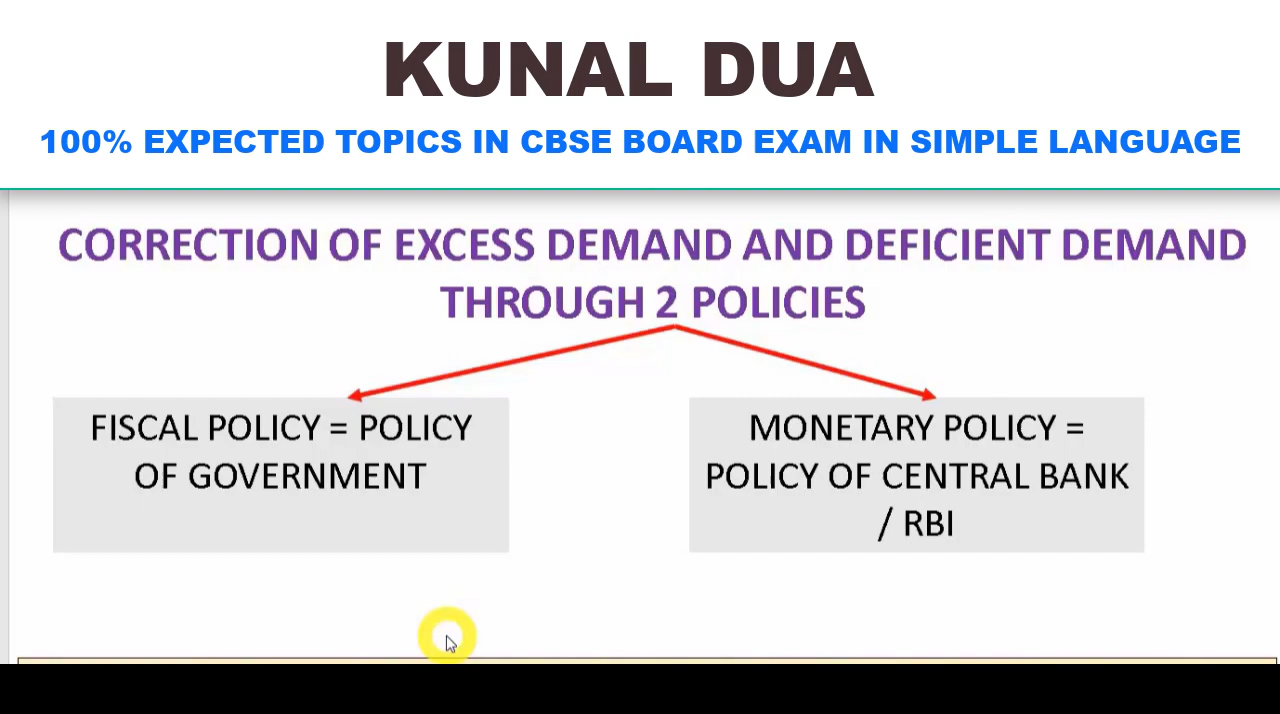 KUNAL DUA
100% EXPECTED TOPICS IN CBSE BOARD EXAM IN SIMPLE LANGUAGE
CORRECTION OF EXCESS DEMAND AND DEFICIENT DEMAND
THROUGH 2 POLICIES
FISCAL POLICY = POLICY
OF GOVERNMENT
MONETARY POLICY =
POLICY OF CENTRAL BANK
/ RBI